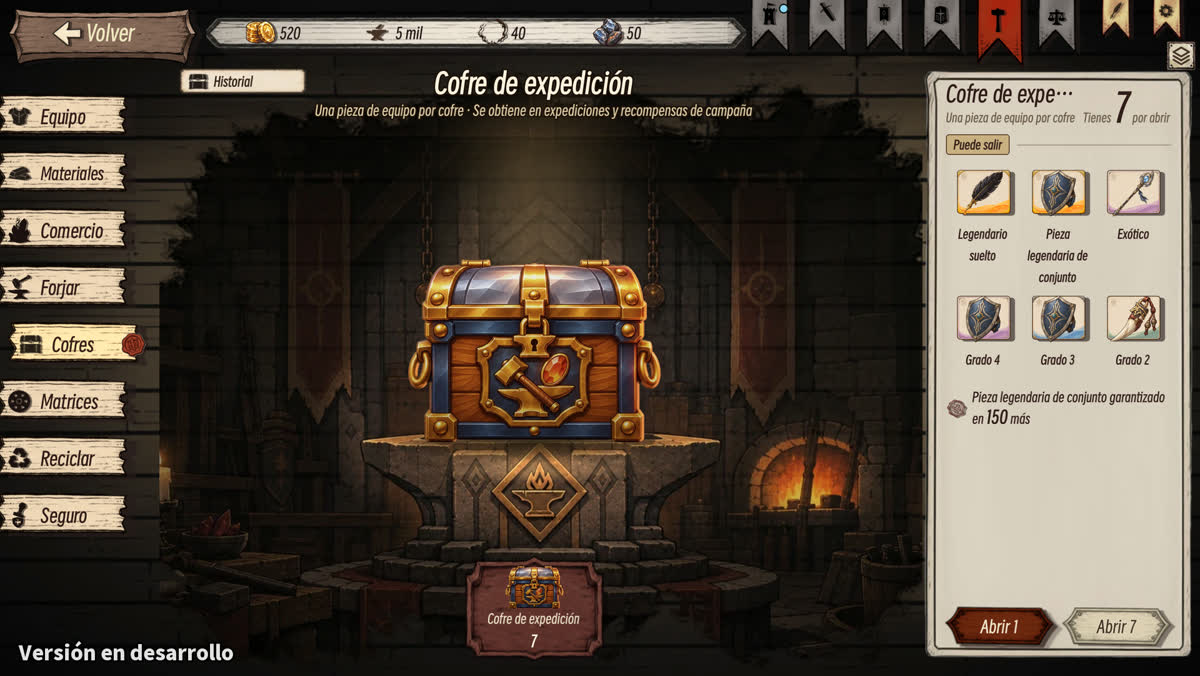 Volver
520
5 mil
40
50
Historial
Cofre de expedición
Una pieza de equipo por cofre · Se obtiene en expediciones y recompensas de campaña
Equipo
Materiales
Comercio
Forjar
Cofres
Matrices
Reciclar
Seguro
Cofre de expe···
Una pieza de equipo por cofre
Tienes 7 por abrir
Puede salir
Legendario
suelto
Pieza
legendaria de
conjunto
Exótico
Grado 4
Grado 3
Grado 2
Pieza legendaria de conjunto garantizado
en 150 más
Cofre de expedición
7
Abrir 1
Abrir 7
Versión en desarrollo